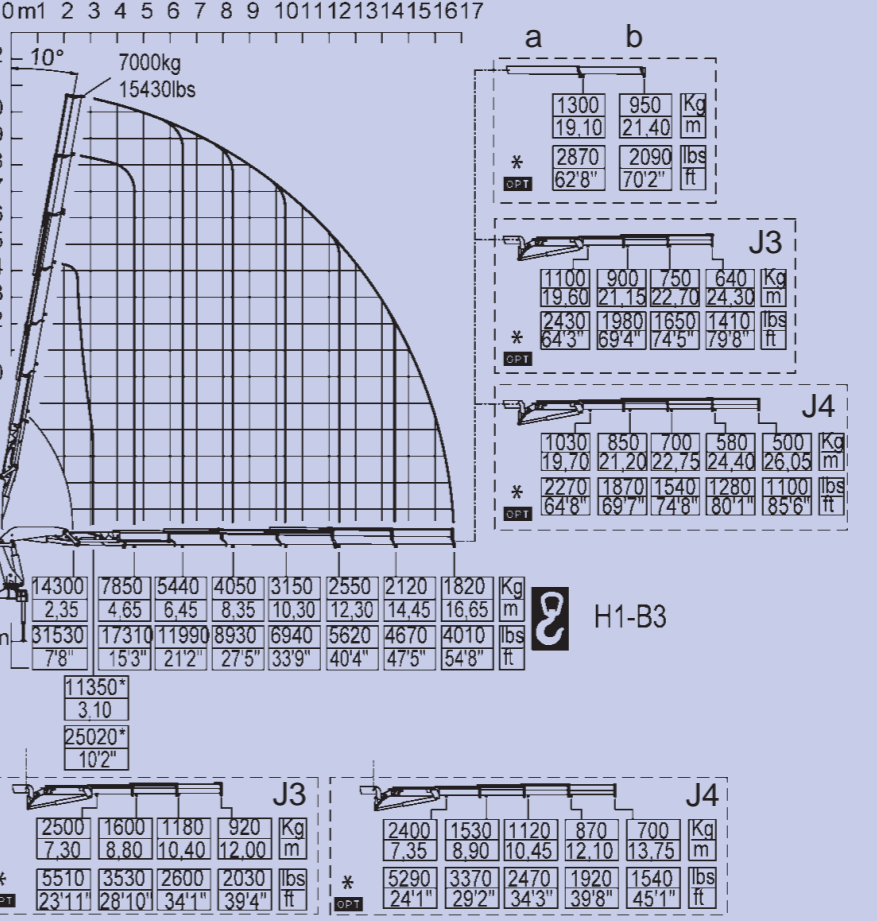 0 m1 2 3 4 5 6 7 8 9 10 11 12 13 14 15 16 17
10°
7000kg
15430lbs
a b
1300 950 Kg
19,10 21,40 m
2870 2090 lbs
* OPT 62'8" 70'2" ft
J3
1100 900 750 640 Kg
19,60 21,15 22,70 24,30 m
2430 1980 1650 1410 lbs
* OPT 64'3" 69'4" 74'5" 79'8" ft
J4
1030 850 700 580 500 Kg
19,70 21,20 22,75 24,40 26,05 m
2270 1870 1540 1280 1100 lbs
* OPT 64'8" 69'7" 74'8" 80'1" 85'6" ft
14300 7850 5440 4050 3150 2550 2120 1820 Kg
2,35 4,65 6,45 8,35 10,30 12,30 14,45 16,65 m
H1-B3
m 31530 17310 11990 8930 6940 5620 4670 4010 lbs
7'8" 15'3" 21'2" 27'5" 33'9" 40'4" 47'5" 54'8" ft
11350*
3,10
25020*
10'2"
J3
2500 1600 1180 920 Kg
7,30 8,80 10,40 12,00 m
* 5510 3530 2600 2030 lbs
23'11" 28'10" 34'1" 39'4" ft
J4
2400 1530 1120 870 700 Kg
7,35 8,90 10,45 12,10 13,75 m
* 5290 3370 2470 1920 1540 lbs
OPT 24'1" 29'2" 34'3" 39'8" 45'1" ft